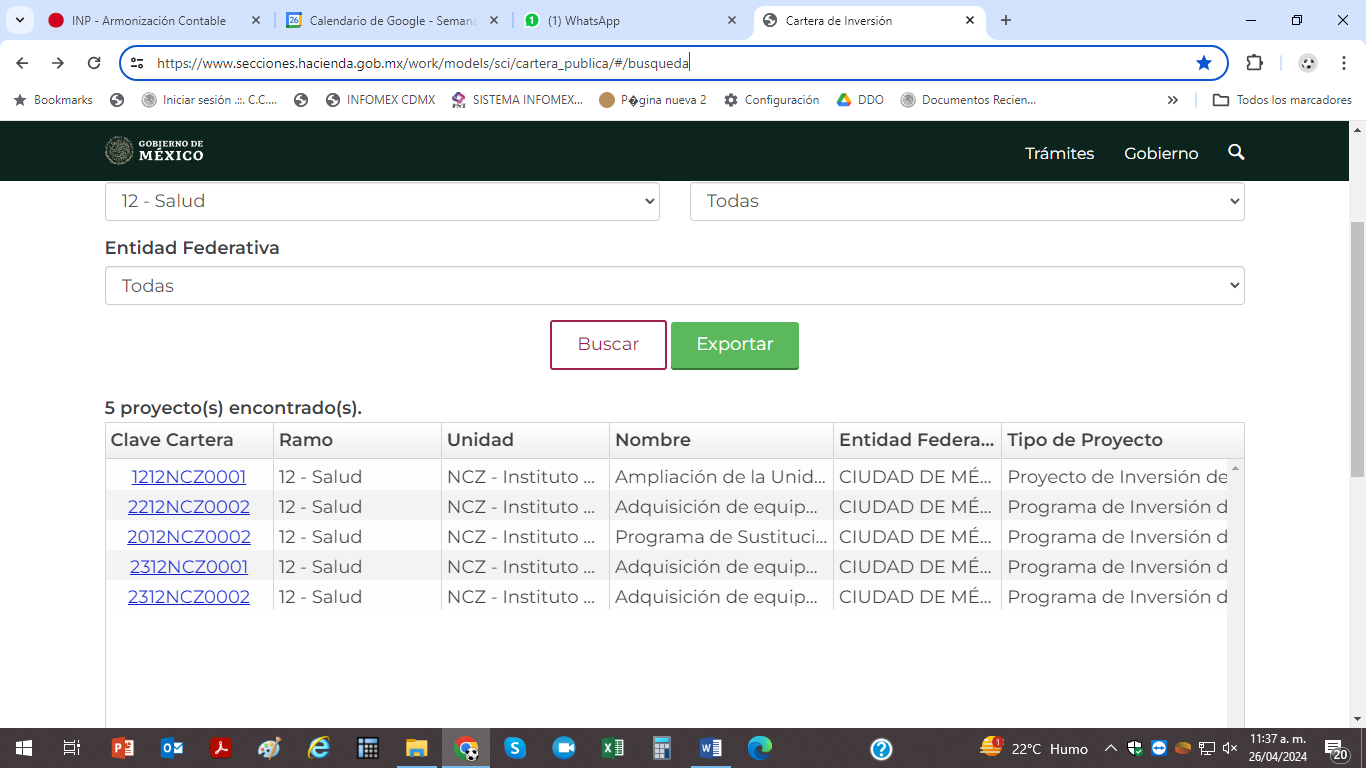 INP - Armonización Contable
26
Calendario de Google - Semana
1
(1) WhatsApp
Cartera de Inversión
https://www.secciones.hacienda.gob.mx/work/models/sci/cartera_publica/#/busqueda
Bookmarks
Iniciar sesión .::. C.C....
INFOMEX CDMX
PNT
SISTEMA INFOMEX...
P�gina nueva 2
Configuración
DDO
Documentos Recien...
»
Todos los marcadores
GOBIERNO DE
MÉXICO
Trámites
Gobierno
12 - Salud
Todas
Entidad Federativa
Todas
Buscar
Exportar
5 proyecto(s) encontrado(s).
Clave Cartera Ramo Unidad Nombre Entidad Federa... Tipo de Proyecto
1212NCZ0001 12 - Salud NCZ - Instituto ... Ampliación de la Unid... CIUDAD DE MÉ... Proyecto de Inversión de
2212NCZ0002 12 - Salud NCZ - Instituto ... Adquisición de equip... CIUDAD DE MÉ... Programa de Inversión d
2012NCZ0002 12 - Salud NCZ - Instituto ... Programa de Sustituci... CIUDAD DE MÉ... Programa de Inversión d
2312NCZ0001 12 - Salud NCZ - Instituto ... Adquisición de equip... CIUDAD DE MÉ... Programa de Inversión d
2312NCZ0002 12 - Salud NCZ - Instituto ... Adquisición de equip... CIUDAD DE MÉ... Programa de Inversión d
1
22°C Humo
11:37 a. m.
26/04/2024
20